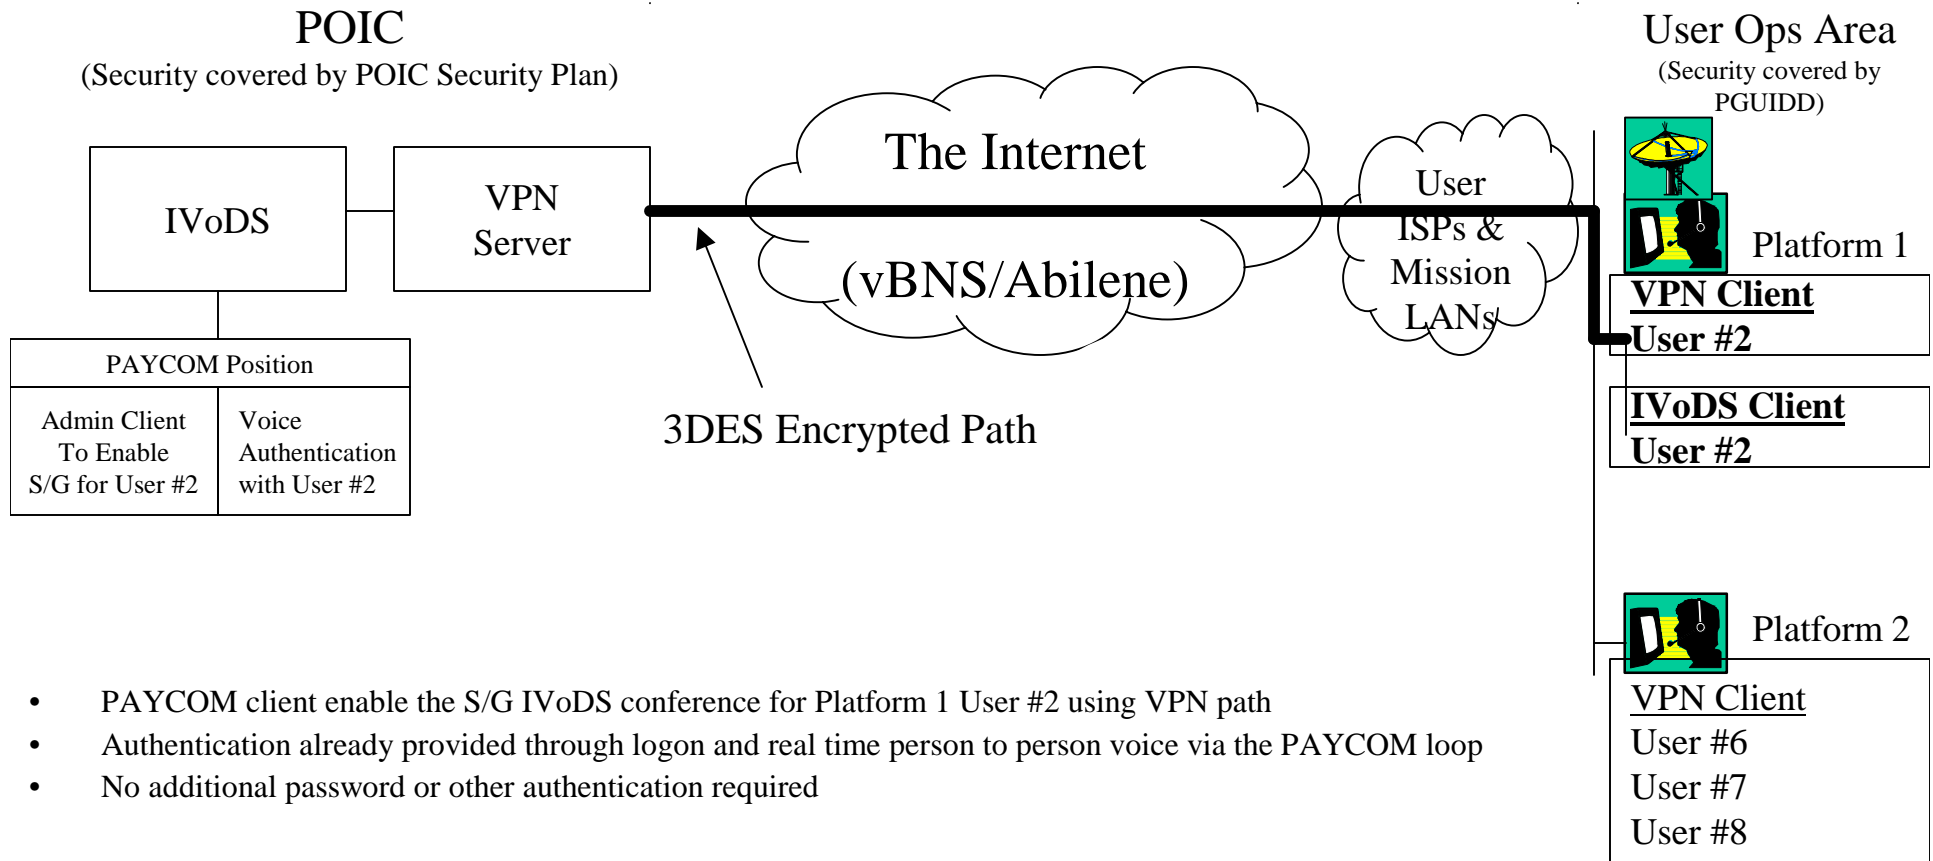 POIC
(Security covered by POIC Security Plan)
User Ops Area
(Security covered by
PGUIDD)
IVoDS
VPN
Server
The Internet
(vBNS/Abilene)
User
ISPs &
Mission
LANs
Platform 1
VPN Client
User #2
IVoDS Client
User #2
PAYCOM Position
Admin Client
To Enable
S/G for User #2
Voice
Authentication
with User #2
3DES Encrypted Path
Platform 2
VPN Client
User #6
User #7
User #8
• PAYCOM client enable the S/G IVoDS conference for Platform 1 User #2 using VPN path
• Authentication already provided through logon and real time person to person voice via the PAYCOM loop
• No additional password or other authentication required